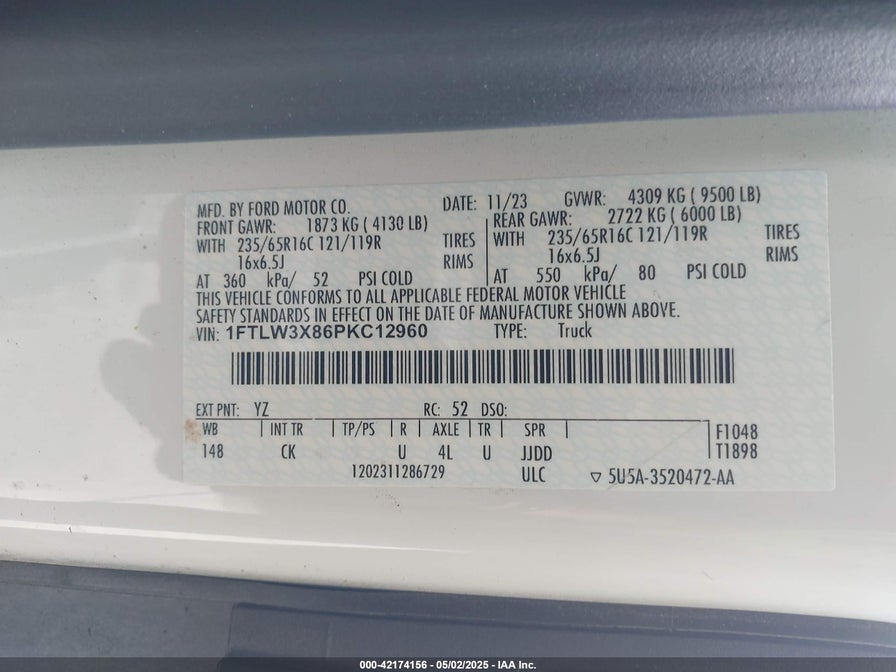 MFD. BY FORD MOTOR CO. DATE: 11/23 GVWR: 4309 KG ( 9500 LB)
FRONT GAWR: 1873 KG ( 4130 LB) REAR GAWR: 2722 KG ( 6000 LB)
WITH 235/65R16C 121/119R TIRES WITH 235/65R16C 121/119R TIRES
16x6.5J RIMS 16x6.5J RIMS
AT 360 kPa/ 52 PSI COLD AT 550 kPa/ 80 PSI COLD
THIS VEHICLE CONFORMS TO ALL APPLICABLE FEDERAL MOTOR VEHICLE
SAFETY STANDARDS IN EFFECT ON THE DATE OF MANUFACTURE SHOWN ABOVE.
VIN: 1FTLW3X86PKC12960 TYPE: Truck
EXT PNT: YZ RC: 52 DSO:
WB INT TR TP/PS R AXLE TR SPR F1048
148 CK U 4L U JJDD T1898
1202311286729 ULC ▽ 5U5A-3520472-AA
000-42174156 - 05/02/2025 - IAA Inc.